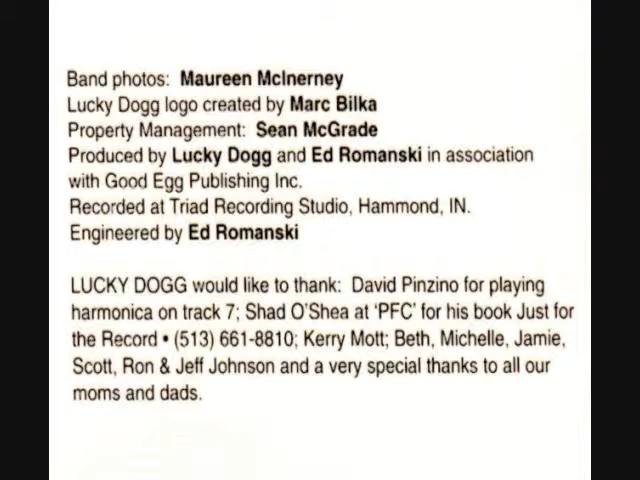 Band photos: Maureen McInerney
Lucky Dogg logo created by Marc Bilka
Property Management: Sean McGrade
Produced by Lucky Dogg and Ed Romanski in association
with Good Egg Publishing Inc.
Recorded at Triad Recording Studio, Hammond, IN.
Engineered by Ed Romanski
LUCKY DOGG would like to thank: David Pinzino for playing
harmonica on track 7; Shad O'Shea at 'PFC' for his book Just for
the Record • (513) 661-8810; Kerry Mott; Beth, Michelle, Jamie,
Scott, Ron & Jeff Johnson and a very special thanks to all our
moms and dads.